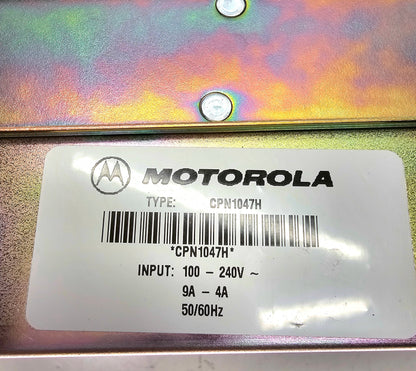 MOTOROLA
TYPE: CPN1047H
*CPN1047H*
INPUT: 100 - 240V ~
9A - 4A
50/60Hz